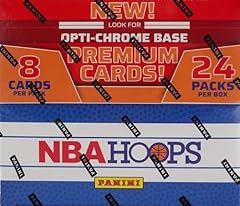 NEW!
LOOK FOR
OPTI-CHROME BASE
PREMIUM
CARDS!
8
CARDS
PER PACK
24
PACKS
PER BOX
NBA HOOPS
PANINI